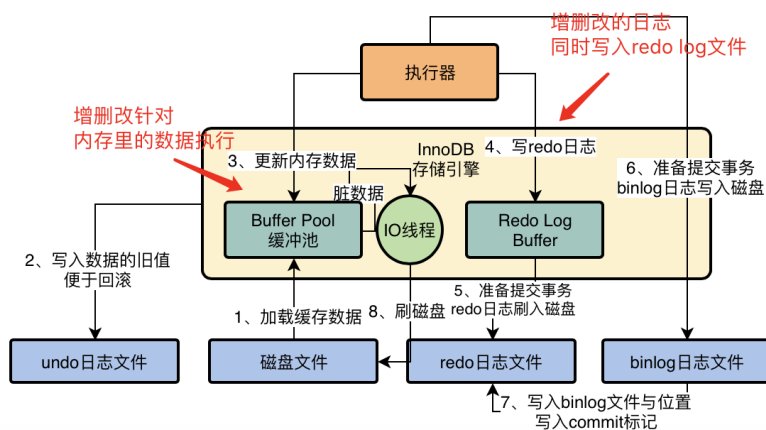 增删改的日志
同时写入redo log文件
执行器
增删改针对
内存里的数据执行
InnoDB
存储引擎
3、更新内存数据
4、写redo日志
6、准备提交事务
binlog日志写入磁盘
脏数据
Buffer Pool
缓冲池
IO线程
Redo Log
Buffer
2、写入数据的旧值
便于回滚
1、加载缓存数据
8、刷磁盘
5、准备提交事务
redo日志刷入磁盘
undo日志文件
磁盘文件
redo日志文件
binlog日志文件
7、写入binlog文件与位置
写入commit标记